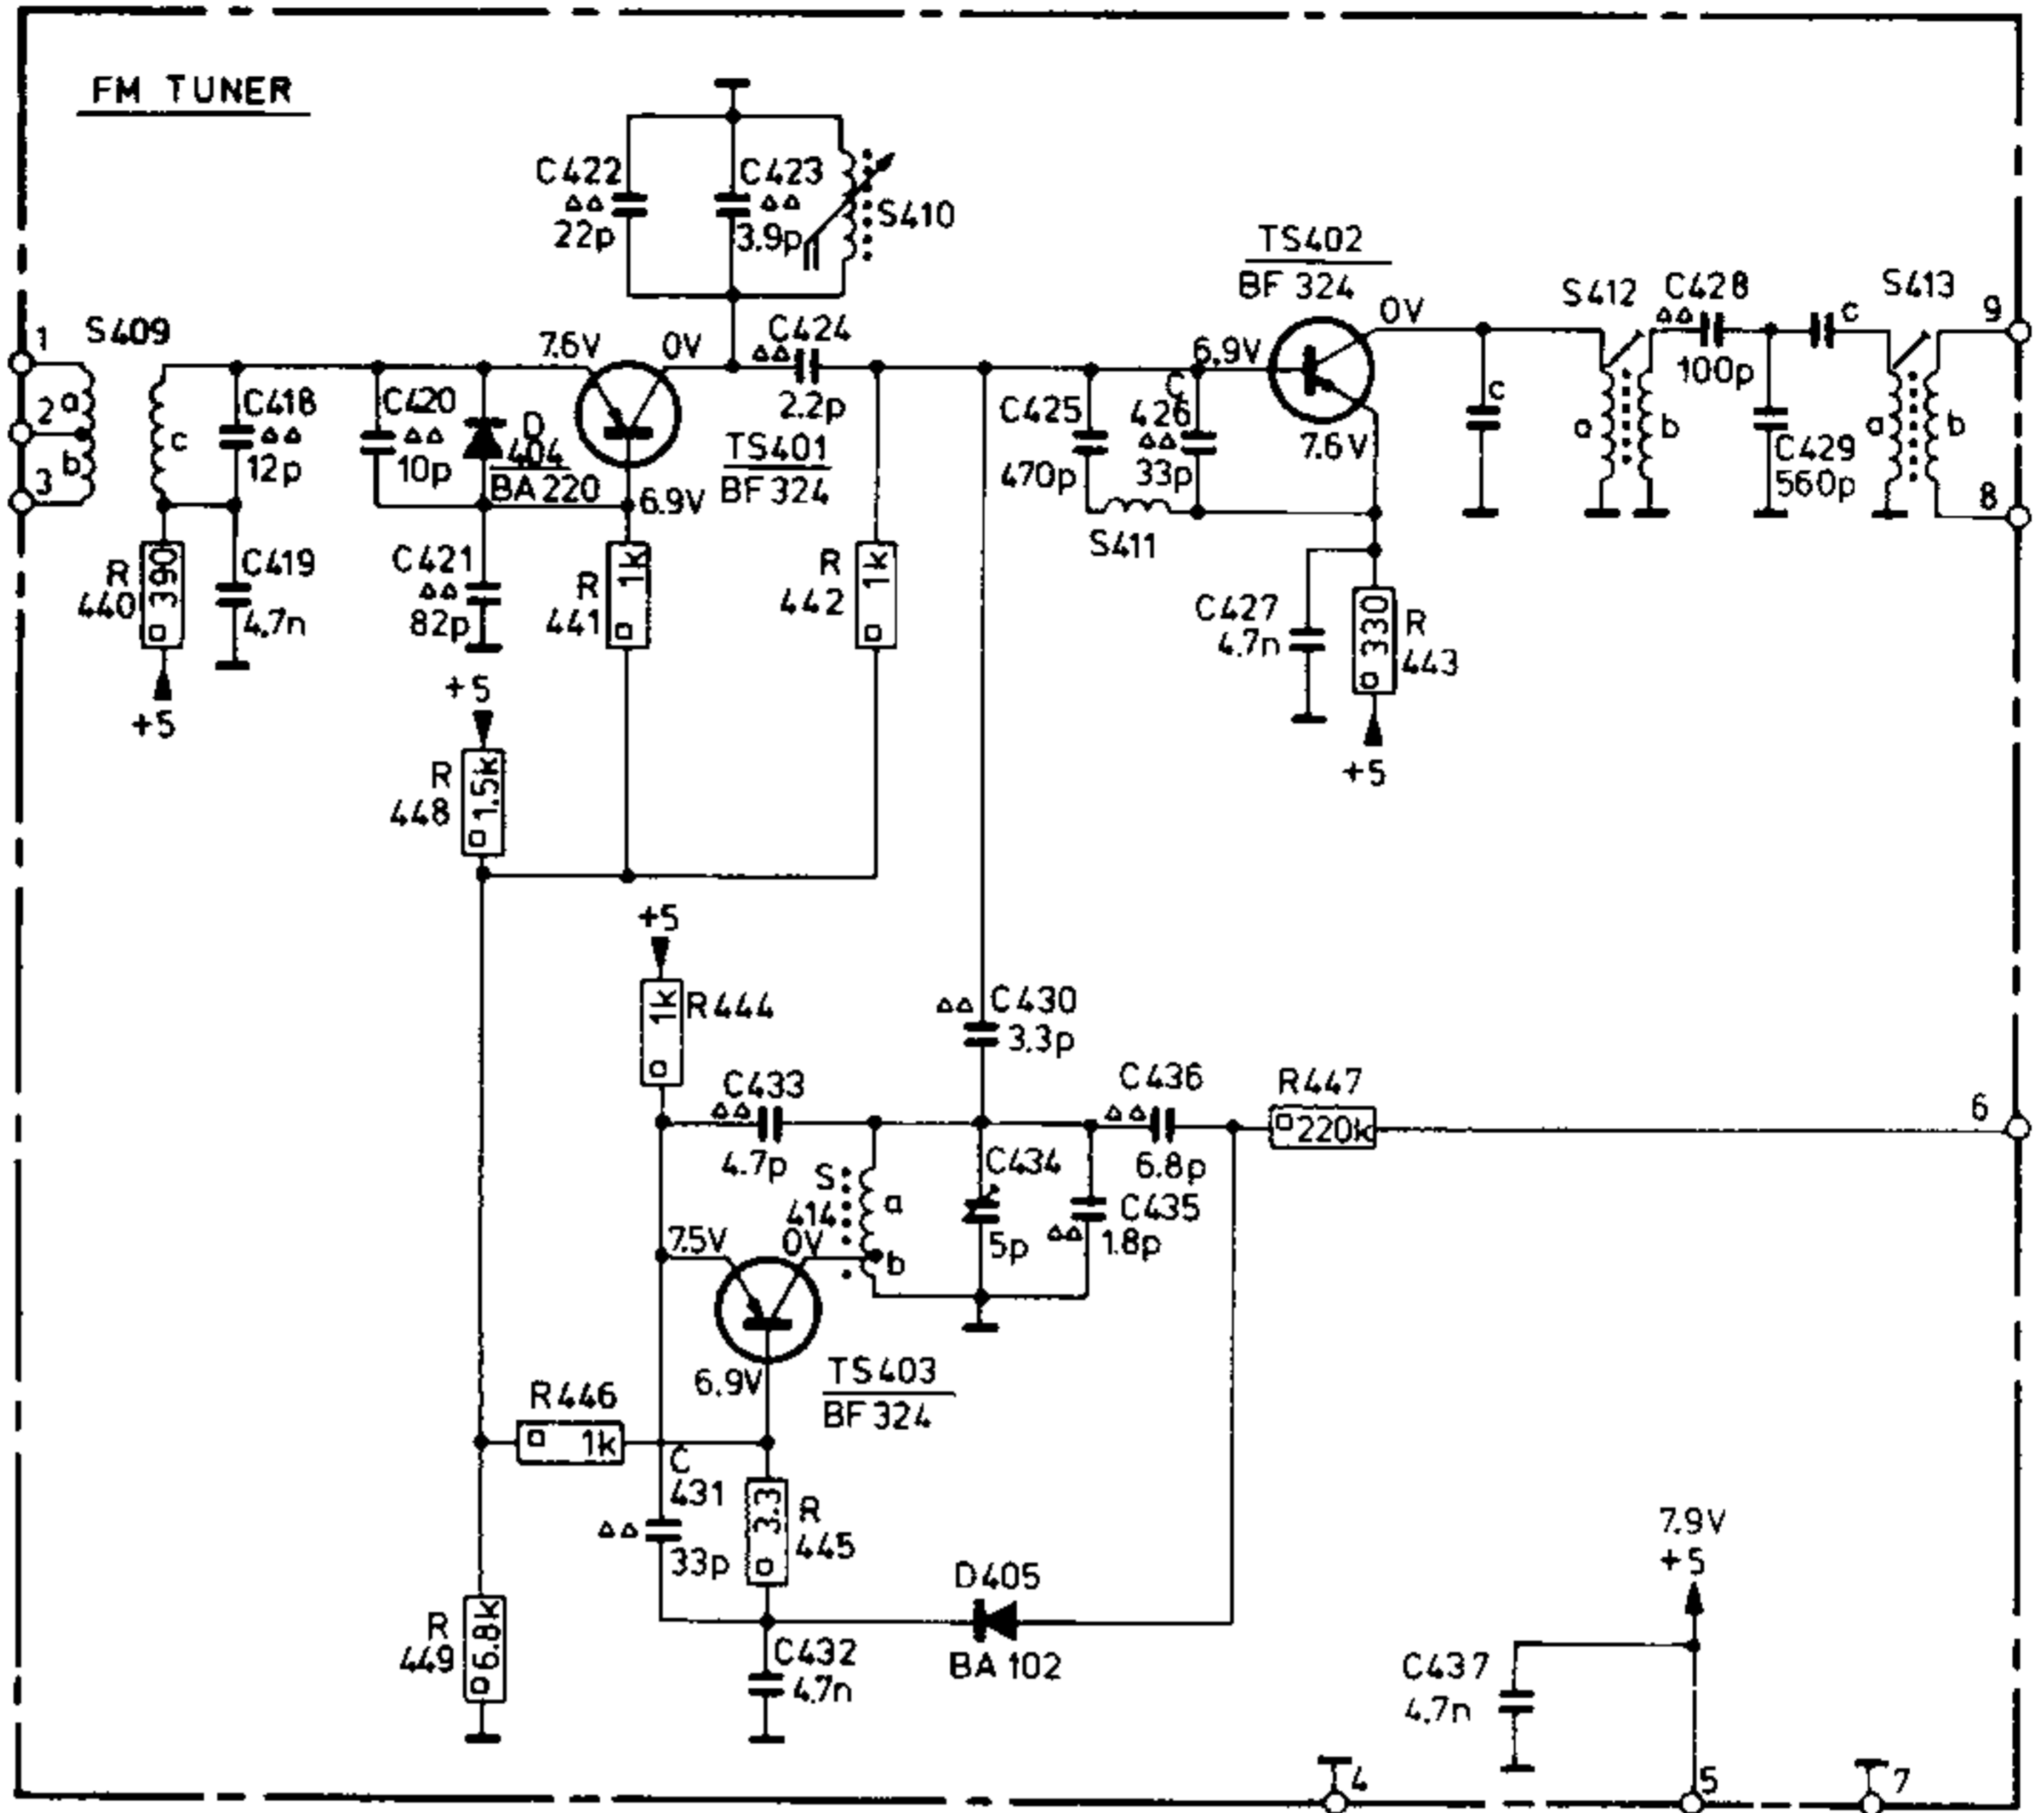 FM TUNER
C422
22p
C423
3.9p
S410
TS402
BF 324
0V
S412
C428
100p
c
S413
9
1
S409
7.6V
0V
C424
2.2p
6.9V
2
a
b
3
c
C418
12p
C420
10p
D
404
BA 220
TS401
BF 324
6.9V
C425
470p
C
426
33p
7.6V
c
a
b
C429
560p
a
b
8
S411
R
440
390
C419
4.7n
C421
82p
R
441
1k
R
442
1k
C427
4.7n
330
R
443
+5
+5
+5
R
448
1.5k
+5
1k
R444
C430
3.3p
C433
4.7p
C436
6.8p
R447
220k
6
S
414
a
b
C434
5p
C435
1.8p
7.5V
0V
6.9V
TS403
BF 324
R446
1k
C
431
33p
3.3
R
445
D405
BA 102
R
449
6.8k
C432
4.7n
7.9V
+5
C437
4.7n
4
5
7